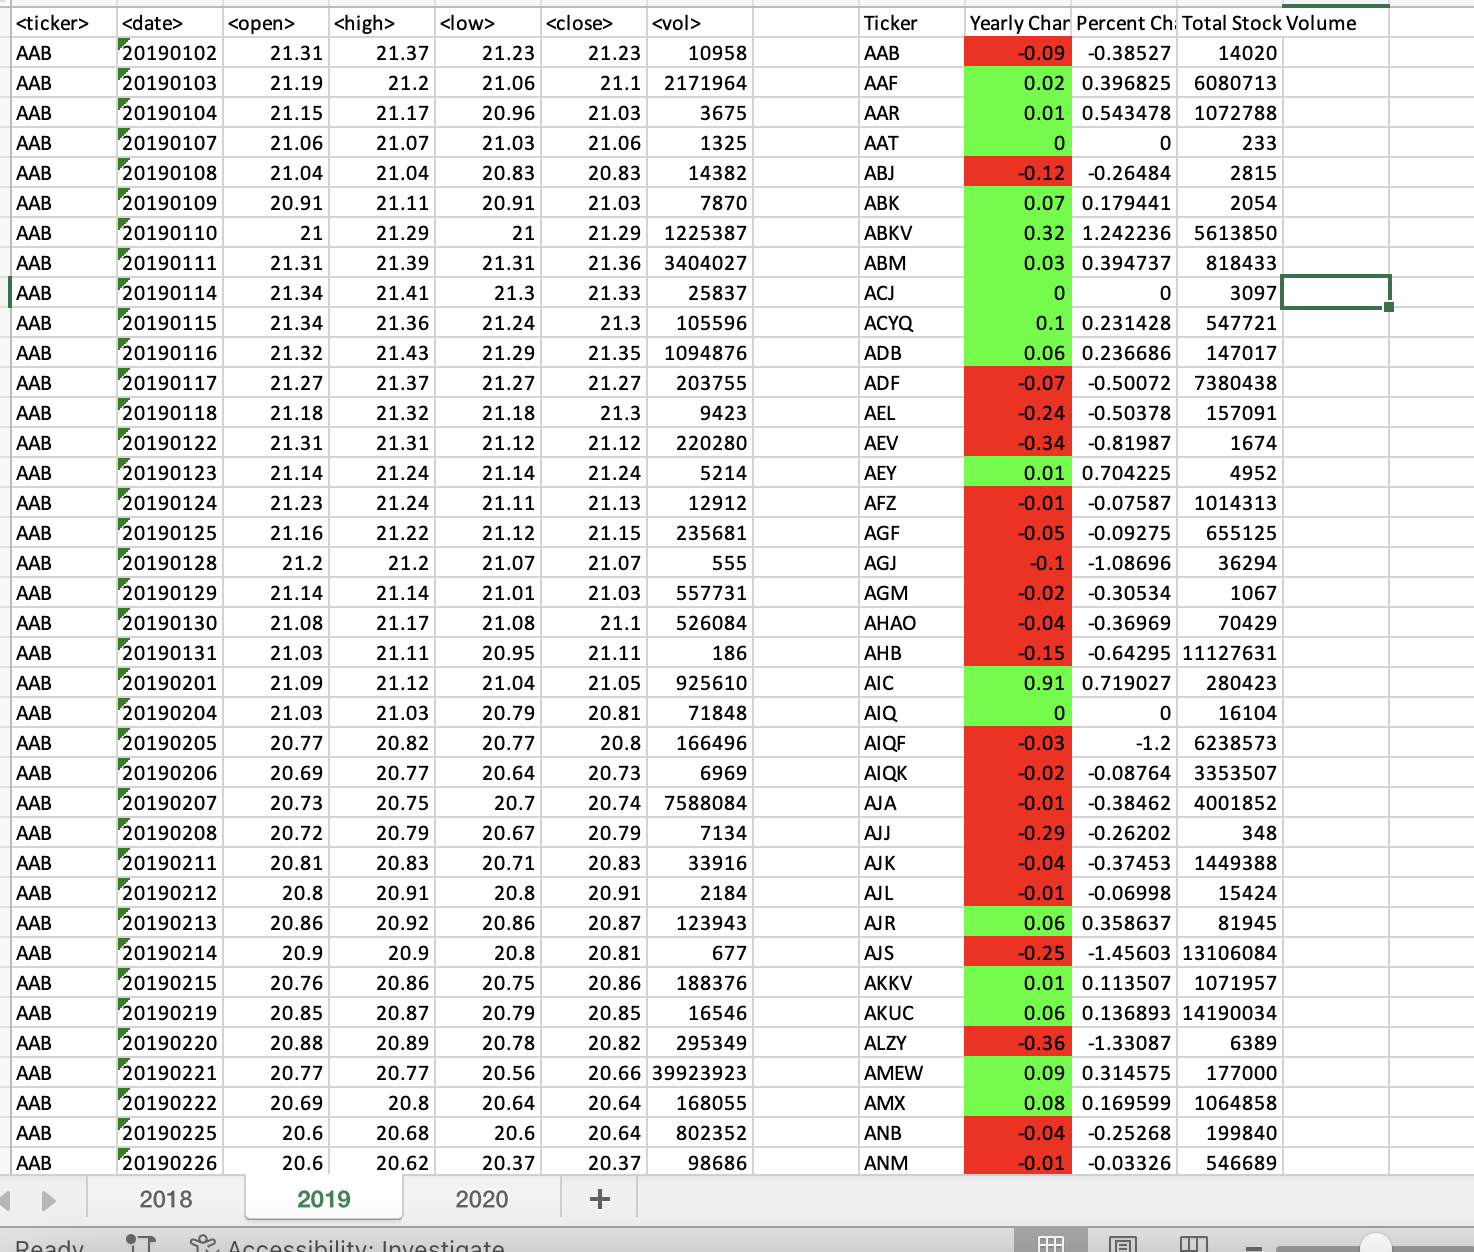 <ticker> <date> <open> <high> <low> <close> <vol> Ticker Yearly Char Percent Ch Total Stock Volume
AAB 20190102 21.31 21.37 21.23 21.23 10958 AAB -0.09 -0.38527 14020
AAB 20190103 21.19 21.2 21.06 21.1 2171964 AAF 0.02 0.396825 6080713
AAB 20190104 21.15 21.17 20.96 21.03 3675 AAR 0.01 0.543478 1072788
AAB 20190107 21.06 21.07 21.03 21.06 1325 AAT 0 0 233
AAB 20190108 21.04 21.04 20.83 20.83 14382 ABJ -0.12 -0.26484 2815
AAB 20190109 20.91 21.11 20.91 21.03 7870 ABK 0.07 0.179441 2054
AAB 20190110 21 21.29 21 21.29 1225387 ABKV 0.32 1.242236 5613850
AAB 20190111 21.31 21.39 21.31 21.36 3404027 ABM 0.03 0.394737 818433
AAB 20190114 21.34 21.41 21.3 21.33 25837 ACJ 0 0 3097
AAB 20190115 21.34 21.36 21.24 21.3 105596 ACYQ 0.1 0.231428 547721
AAB 20190116 21.32 21.43 21.29 21.35 1094876 ADB 0.06 0.236686 147017
AAB 20190117 21.27 21.37 21.27 21.27 203755 ADF -0.07 -0.50072 7380438
AAB 20190118 21.18 21.32 21.18 21.3 9423 AEL -0.24 -0.50378 157091
AAB 20190122 21.31 21.31 21.12 21.12 220280 AEV -0.34 -0.81987 1674
AAB 20190123 21.14 21.24 21.14 21.24 5214 AEY 0.01 0.704225 4952
AAB 20190124 21.23 21.24 21.11 21.13 12912 AFZ -0.01 -0.07587 1014313
AAB 20190125 21.16 21.22 21.12 21.15 235681 AGF -0.05 -0.09275 655125
AAB 20190128 21.2 21.2 21.07 21.07 555 AGJ -0.1 -1.08696 36294
AAB 20190129 21.14 21.14 21.01 21.03 557731 AGM -0.02 -0.30534 1067
AAB 20190130 21.08 21.17 21.08 21.1 526084 AHAO -0.04 -0.36969 70429
AAB 20190131 21.03 21.11 20.95 21.11 186 AHB -0.15 -0.64295 11127631
AAB 20190201 21.09 21.12 21.04 21.05 925610 AIC 0.91 0.719027 280423
AAB 20190204 21.03 21.03 20.79 20.81 71848 AIQ 0 0 16104
AAB 20190205 20.77 20.82 20.77 20.8 166496 AIQF -0.03 -1.2 6238573
AAB 20190206 20.69 20.77 20.64 20.73 6969 AIQK -0.02 -0.08764 3353507
AAB 20190207 20.73 20.75 20.7 20.74 7588084 AJA -0.01 -0.38462 4001852
AAB 20190208 20.72 20.79 20.67 20.79 7134 AJJ -0.29 -0.26202 348
AAB 20190211 20.81 20.83 20.71 20.83 33916 AJK -0.04 -0.37453 1449388
AAB 20190212 20.8 20.91 20.8 20.91 2184 AJL -0.01 -0.06998 15424
AAB 20190213 20.86 20.92 20.86 20.87 123943 AJR 0.06 0.358637 81945
AAB 20190214 20.9 20.9 20.8 20.81 677 AJS -0.25 -1.45603 13106084
AAB 20190215 20.76 20.86 20.75 20.86 188376 AKKV 0.01 0.113507 1071957
AAB 20190219 20.85 20.87 20.79 20.85 16546 AKUC 0.06 0.136893 14190034
AAB 20190220 20.88 20.89 20.78 20.82 295349 ALZY -0.36 -1.33087 6389
AAB 20190221 20.77 20.77 20.56 20.66 39923923 AMEW 0.09 0.314575 177000
AAB 20190222 20.69 20.8 20.64 20.64 168055 AMX 0.08 0.169599 1064858
AAB 20190225 20.6 20.68 20.6 20.64 802352 ANB -0.04 -0.25268 199840
AAB 20190226 20.6 20.62 20.37 20.37 98686 ANM -0.01 -0.03326 546689
2018 2019 2020 +
Ready Accessibility: Investigate